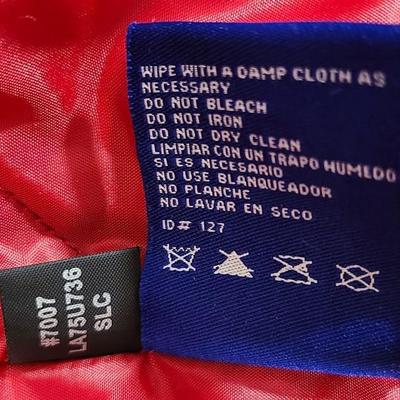 WIPE WITH A DAMP CLOTH AS
NECESSARY
DO NOT BLEACH
DO NOT IRON
DO NOT DRY CLEAN
LIMPIAR CON UN TRAPO HUMEDO
SI ES NECESARIO
NO USE BLANQUEADOR
NO PLANCHE
NO LAVAR EN SECO
ID# 127
#7007
LA75U736
SLC